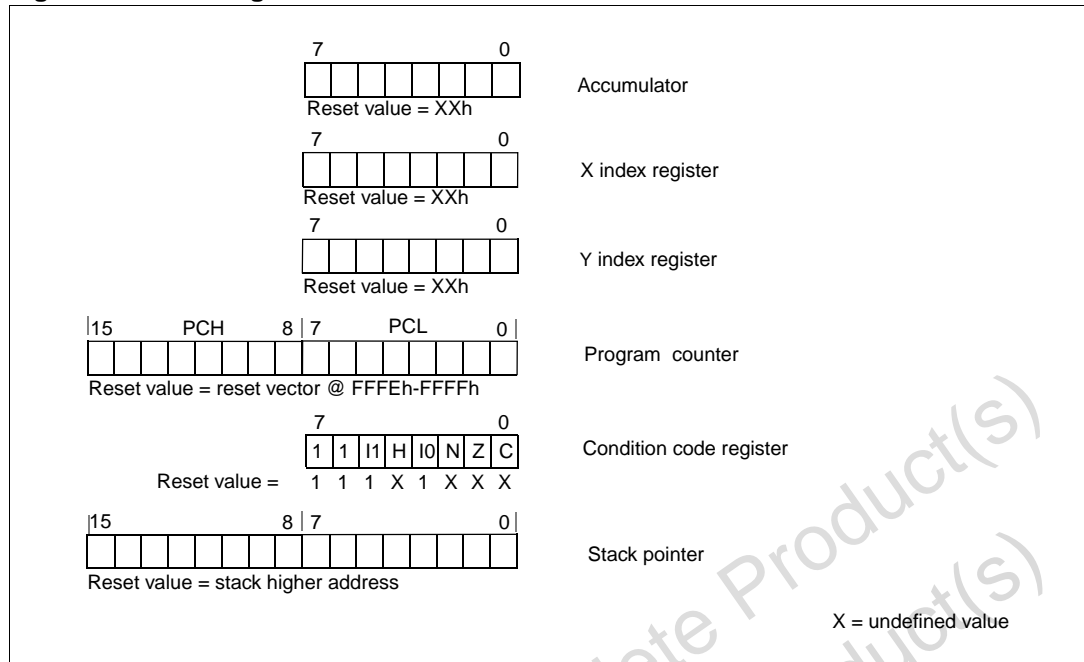 7 0
Accumulator
Reset value = XXh
7 0
X index register
Reset value = XXh
7 0
Y index register
Reset value = XXh
15 PCH 8 7 PCL 0
Program counter
Reset value = reset vector @ FFFEh-FFFFh
7 0
1 1 I1 H I0 N Z C
Condition code register
Reset value = 1 1 1 X 1 X X X
15 8 7 0
Stack pointer
Reset value = stack higher address
X = undefined value
Product(s)